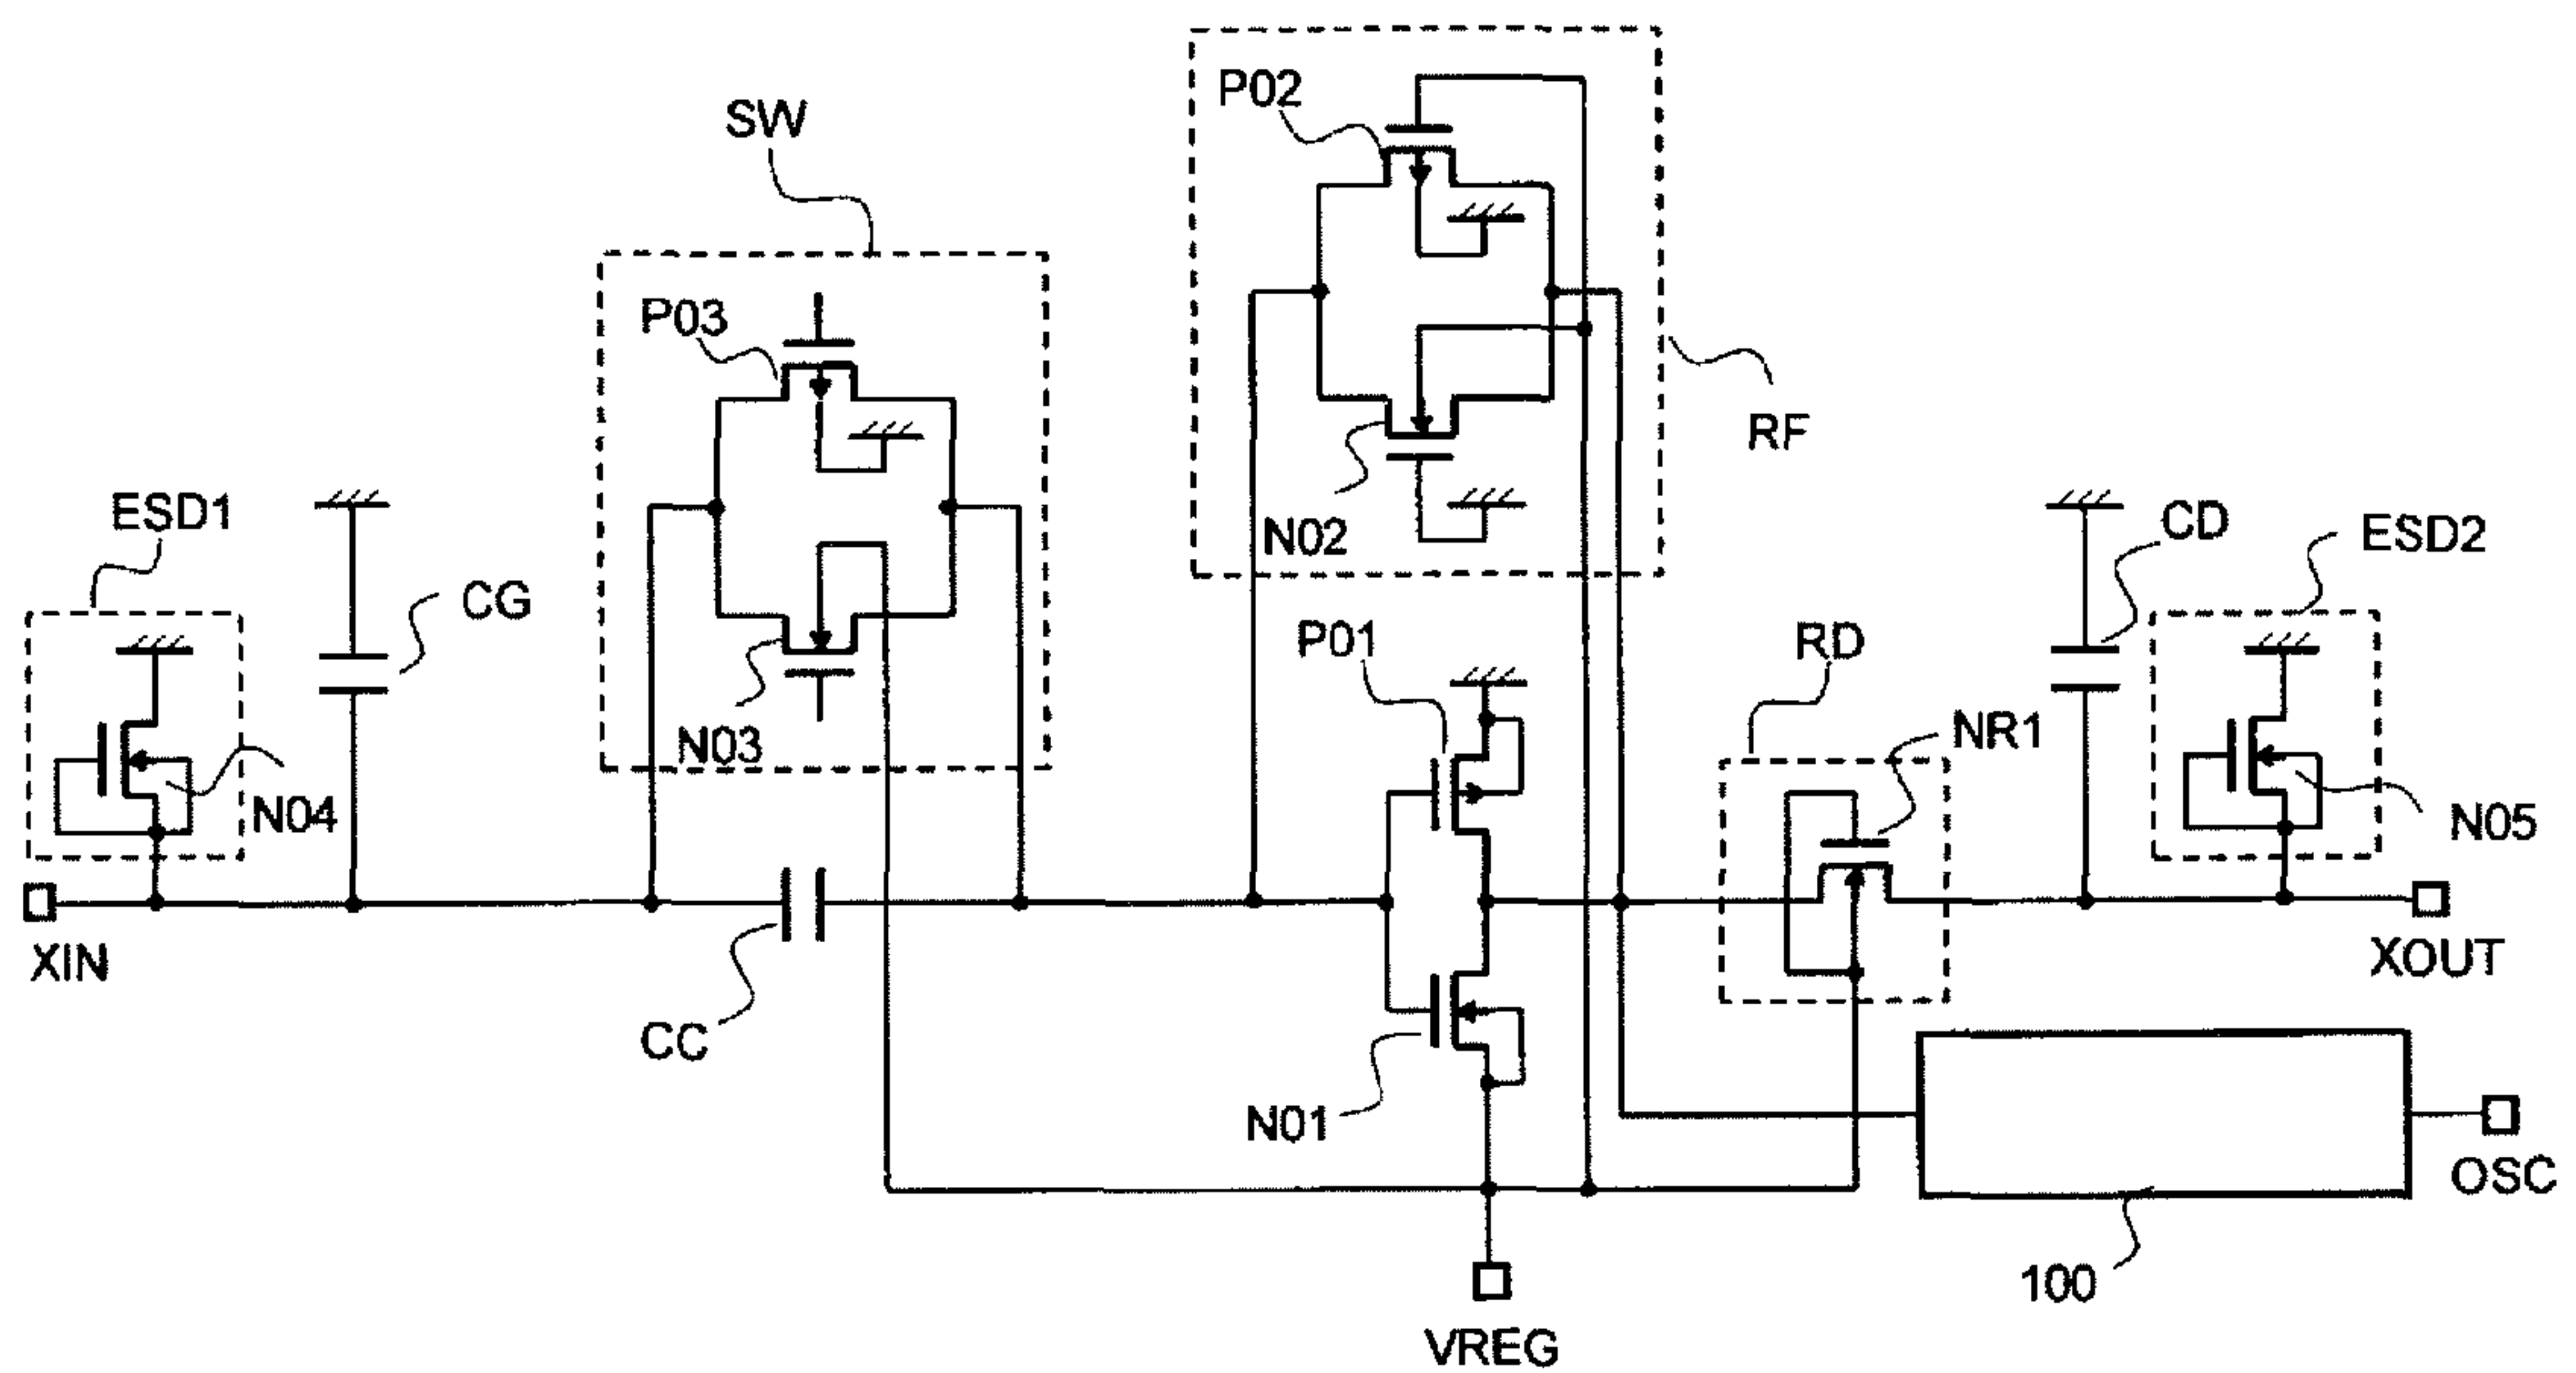 P02
SW
P03
RF
ESD1
CG
N02
CD
ESD2
P01
RD
NR1
N03
N04
N05
XIN
XOUT
CC
N01
OSC
100
VREG